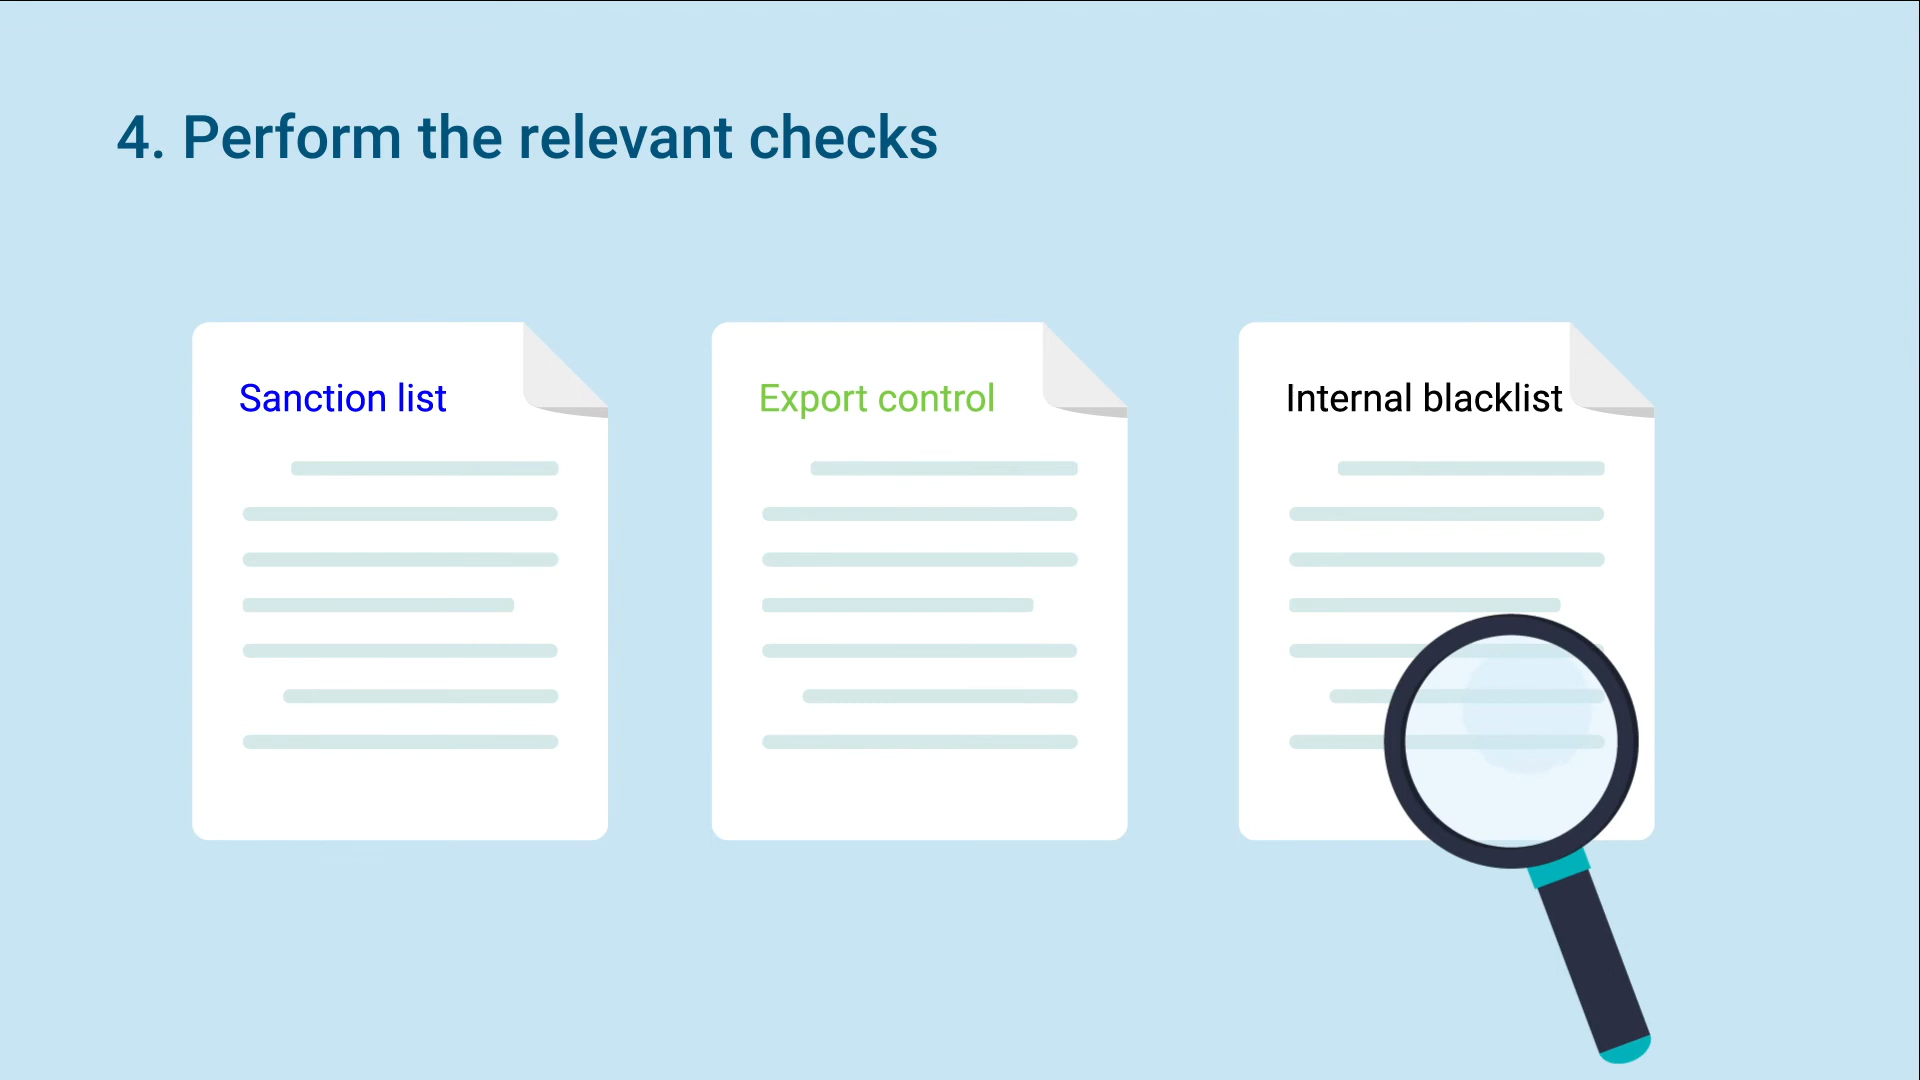 4. Perform the relevant checks
Sanction list
Export control
Internal blacklist